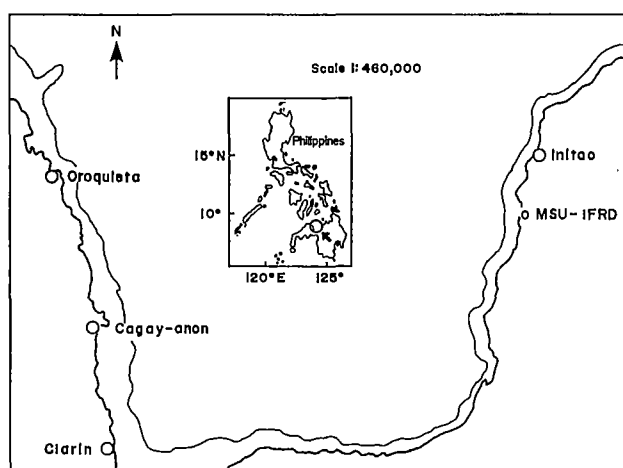 N
Scale 1:460,000
Philippines
15°N
10°
120°E 125°
Oroquieta
Initao
MSU-IFRD
Cagay-anon
Clarin